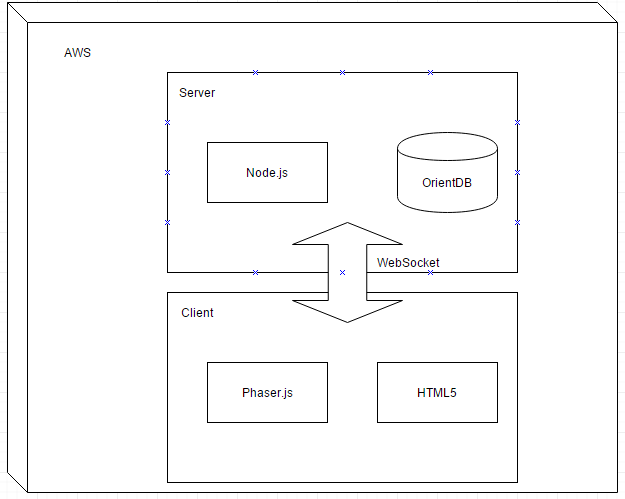 AWS
Server
Node.js
OrientDB
WebSocket
Client
Phaser.js
HTML5